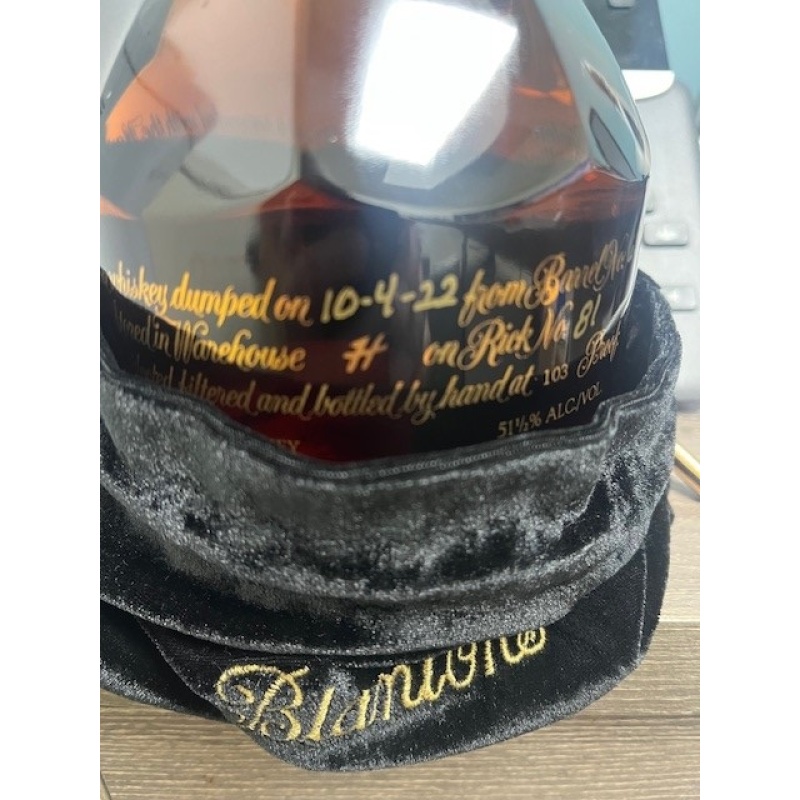 whiskey dumped on 10-4-22 from Barrel No.
stored in Warehouse H on Rick No. 81
filtered and bottled by hand at 103 Proof
51½% ALC/VOL
Blanton's